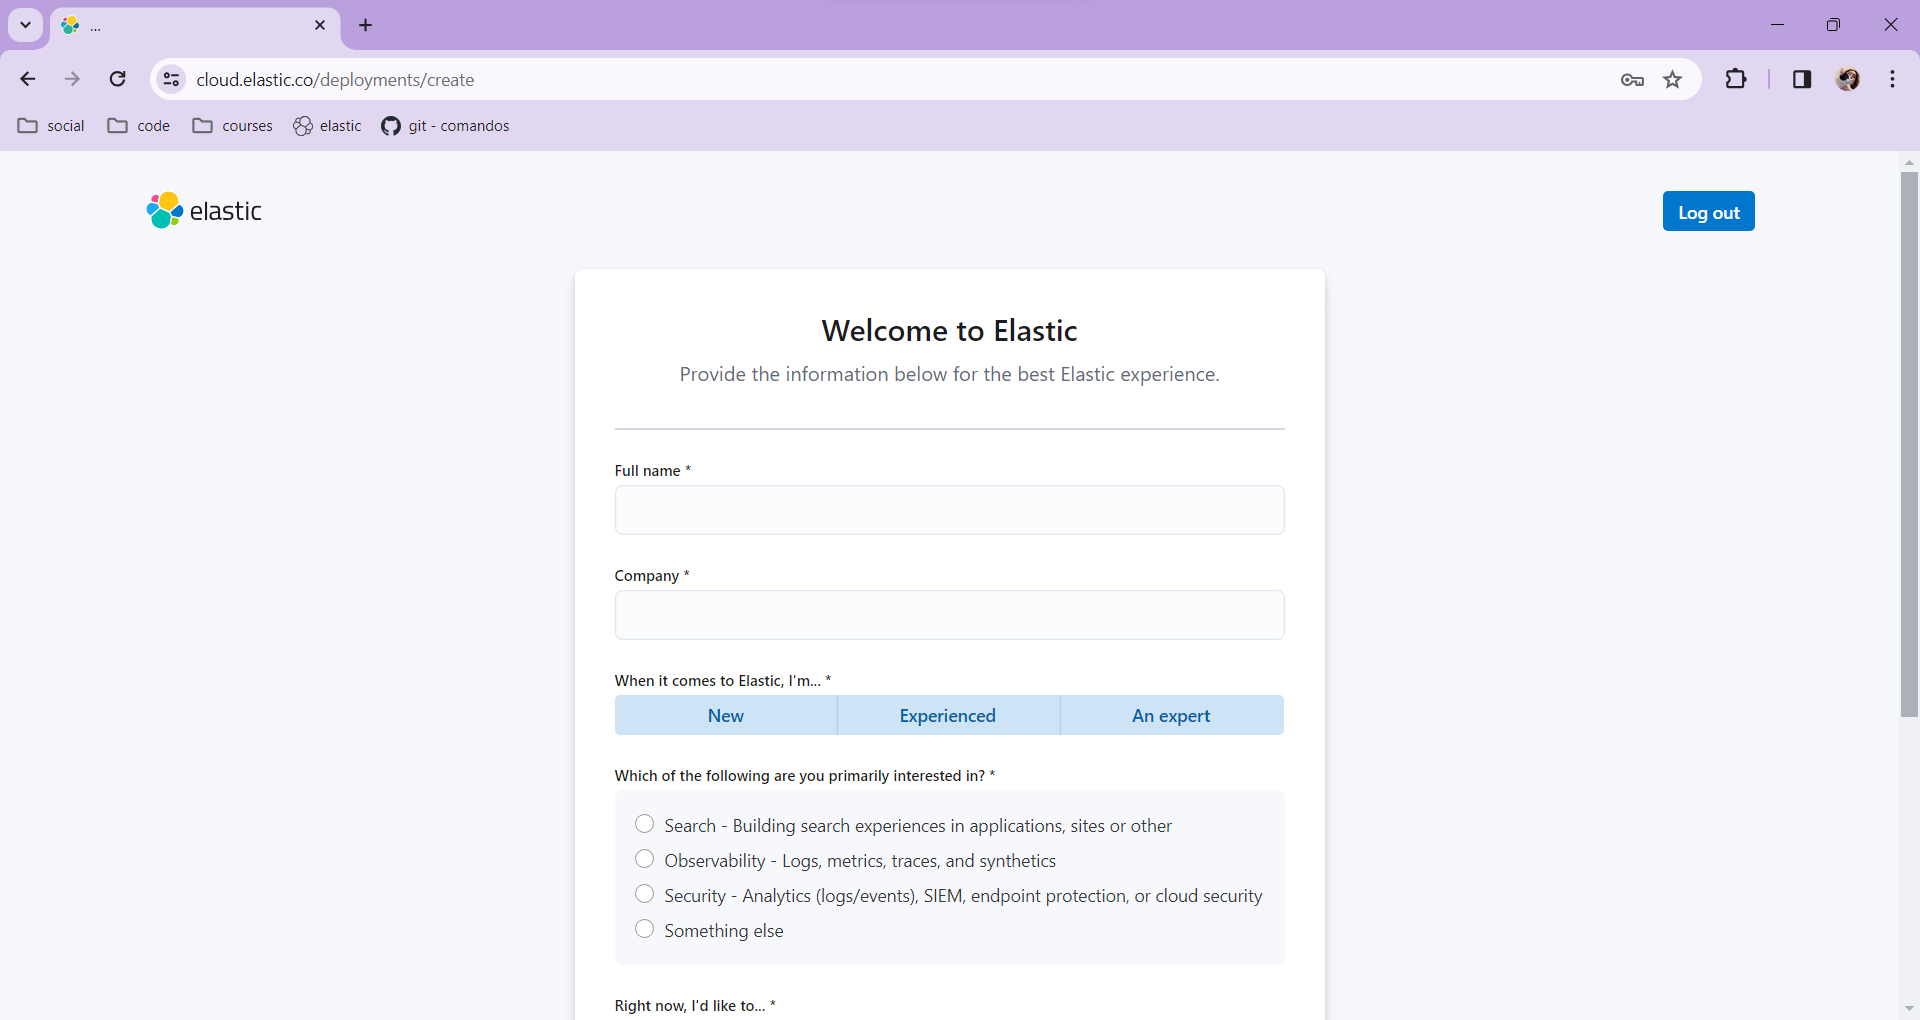 ...
cloud.elastic.co/deployments/create
social code courses elastic git - comandos
elastic
Log out
Welcome to Elastic
Provide the information below for the best Elastic experience.
Full name *
Company *
When it comes to Elastic, I'm... *
New Experienced An expert
Which of the following are you primarily interested in? *
Search - Building search experiences in applications, sites or other
Observability - Logs, metrics, traces, and synthetics
Security - Analytics (logs/events), SIEM, endpoint protection, or cloud security
Something else
Right now, I'd like to... *